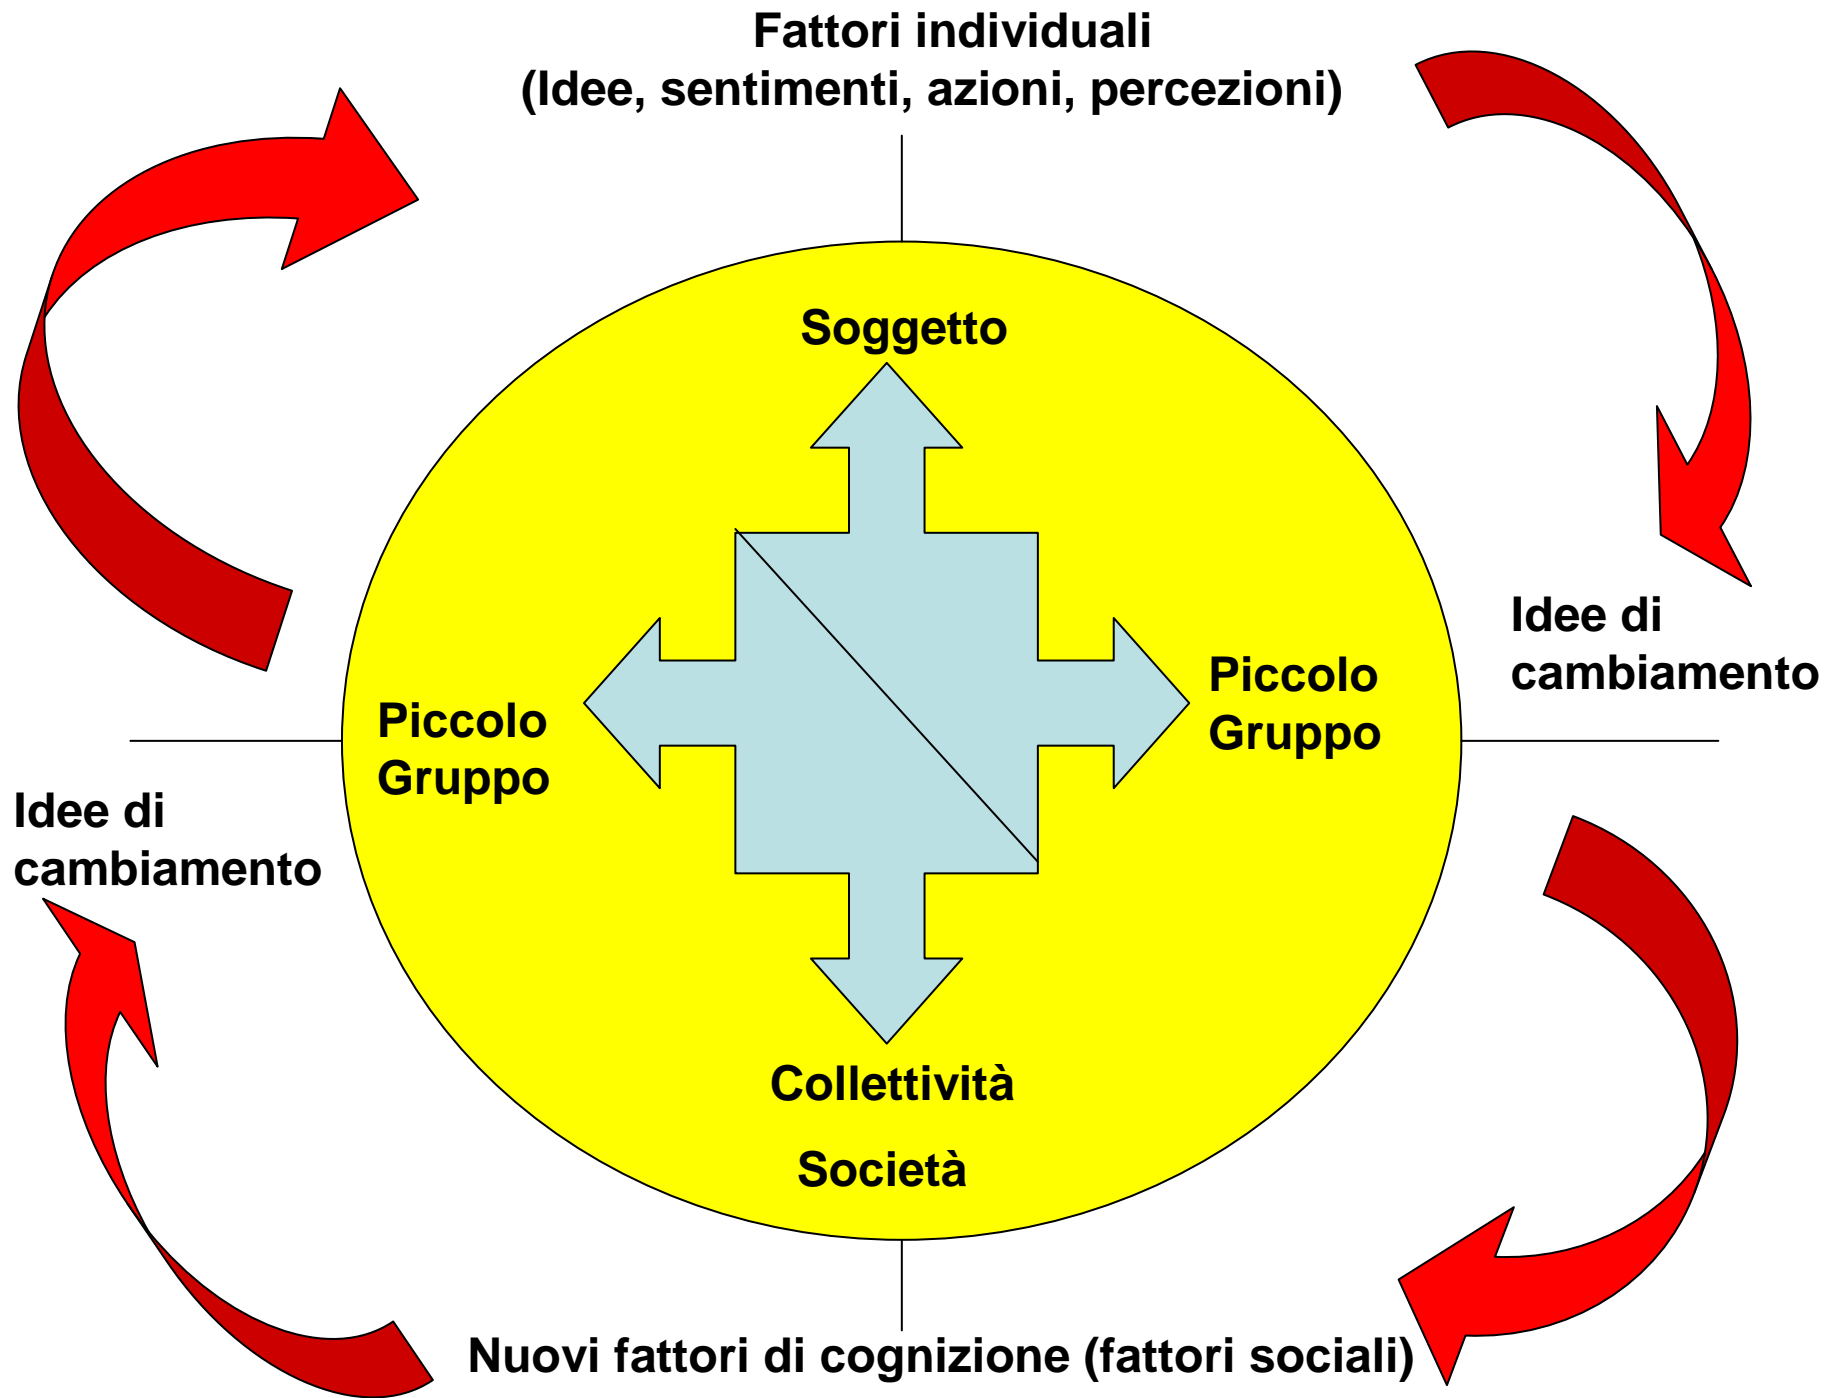 Fattori individuali
(Idee, sentimenti, azioni, percezioni)
Soggetto
Idee di
cambiamento
Piccolo
Gruppo
Piccolo
Gruppo
Idee di
cambiamento
Collettività
Società
Nuovi fattori di cognizione (fattori sociali)